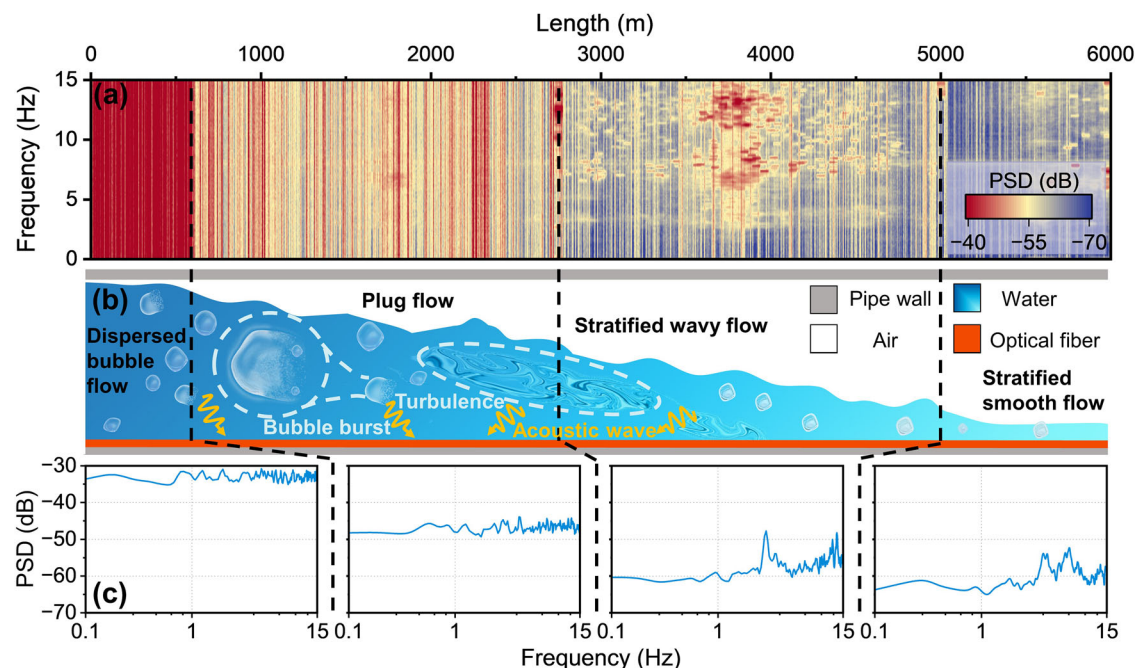 Length (m)
0 1000 2000 3000 4000 5000 6000
15
10
5
0
Frequency (Hz)
(a)
PSD (dB)
−40 −55 −70
(b)
Dispersed
bubble
flow
Plug flow
Stratified wavy flow
Stratified
smooth flow
Pipe wall
Water
Air
Optical fiber
Turbulence
Bubble burst
Acoustic wave
−30
−40
−50
−60
−70
PSD (dB)
(c)
0.1 1 15
0.1 1 15
0.1 1 15
0.1 1 15
Frequency (Hz)